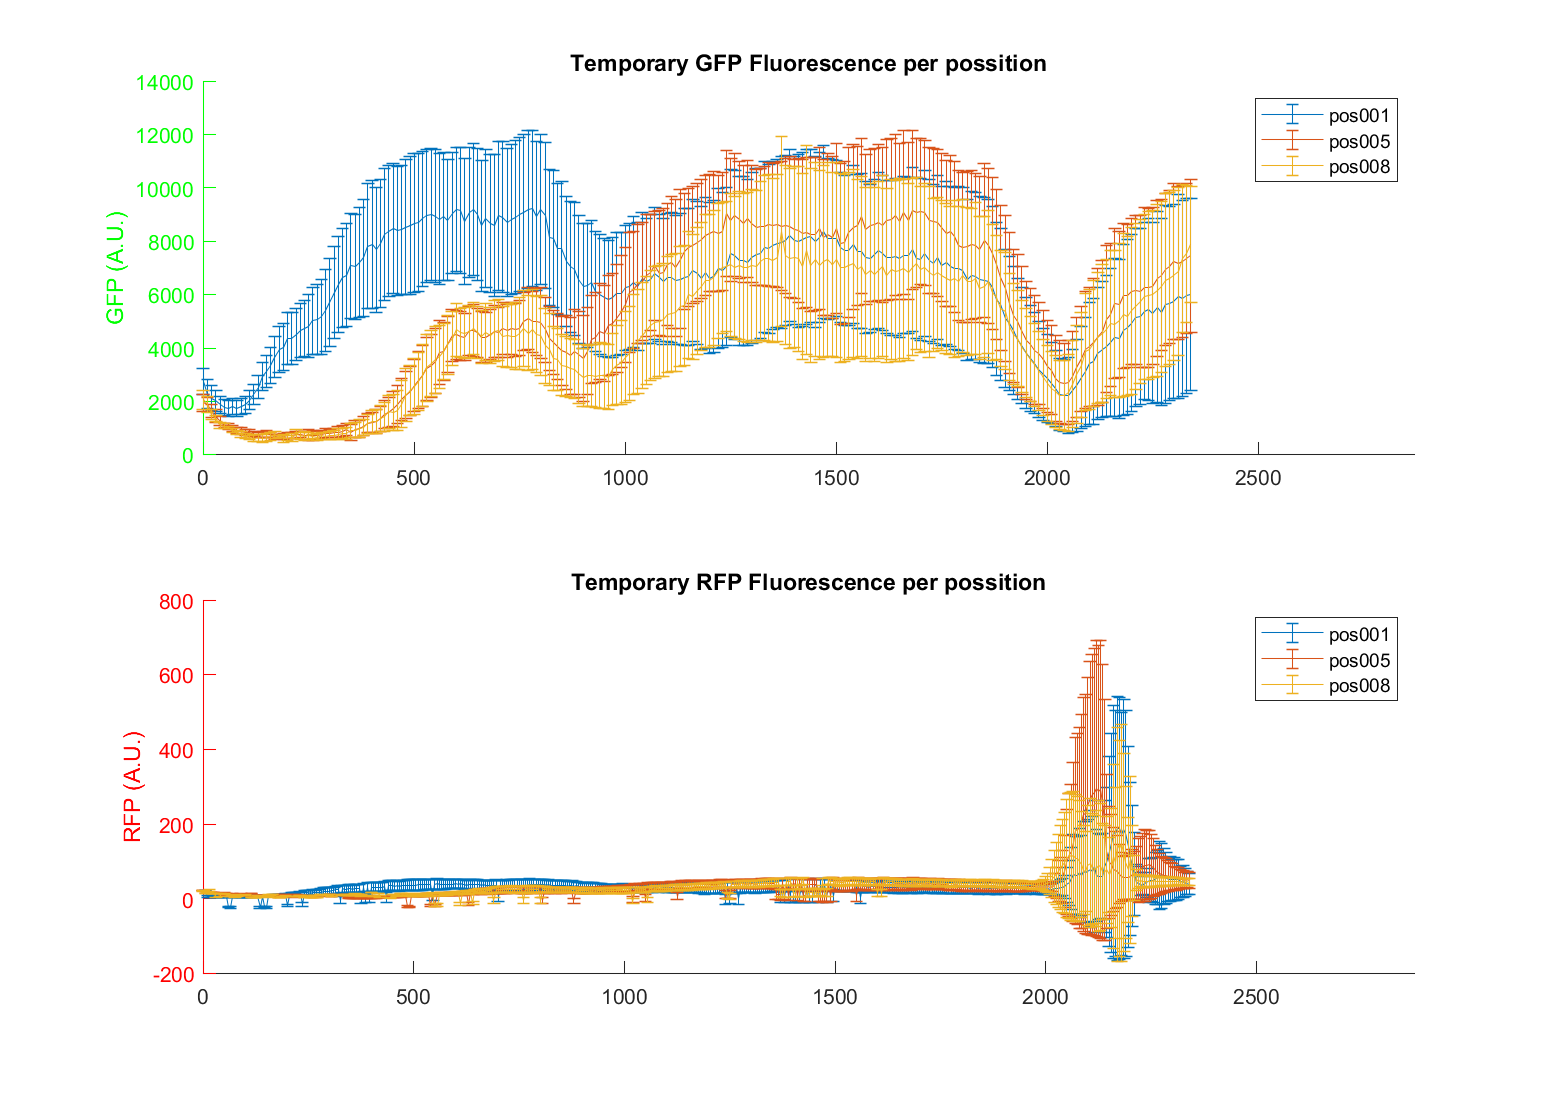 Temporary GFP Fluorescence per possition
GFP (A.U.)
14000
12000
10000
8000
6000
4000
2000
0
0 500 1000 1500 2000 2500
pos001
pos005
pos008
Temporary RFP Fluorescence per possition
RFP (A.U.)
800
600
400
200
0
-200
0 500 1000 1500 2000 2500
pos001
pos005
pos008